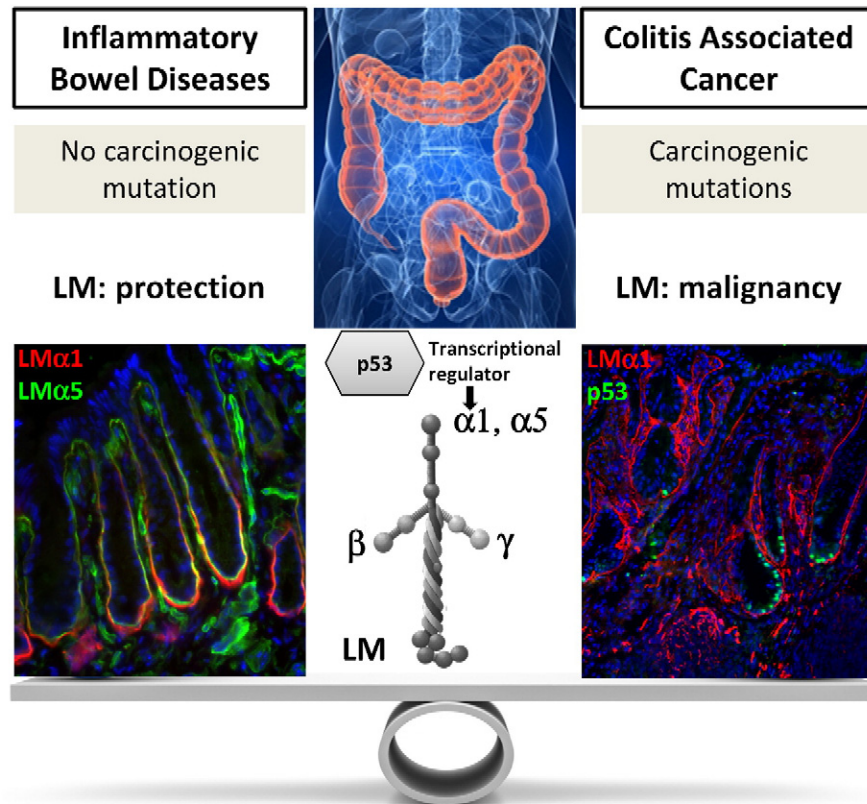 Inflammatory
Bowel Diseases
No carcinogenic
mutation
LM: protection
LMα1
LMα5
p53
Transcriptional
regulator
α1, α5
β
γ
LM
Colitis Associated
Cancer
Carcinogenic
mutations
LM: malignancy
LMα1
p53